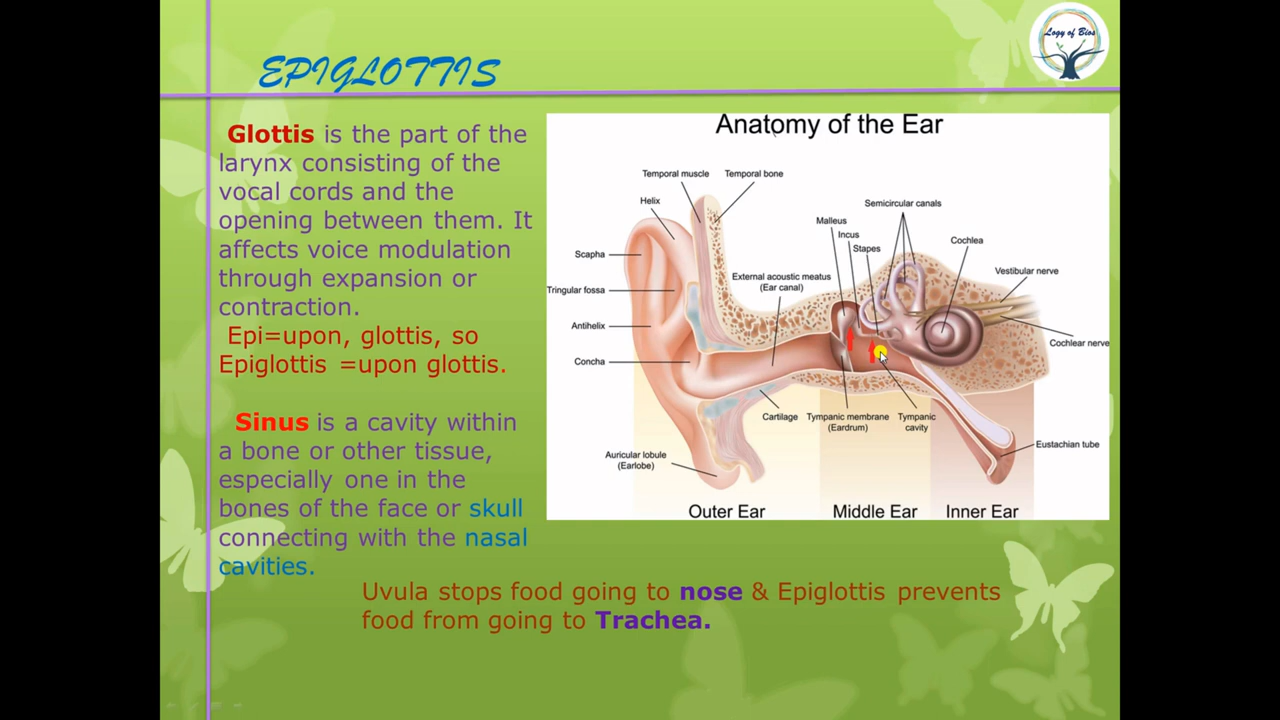 EPIGLOTTIS
Logy of Bios
Glottis is the part of the
larynx consisting of the
vocal cords and the
opening between them. It
affects voice modulation
through expansion or
contraction.
Epi=upon, glottis, so
Epiglottis =upon glottis.
Sinus is a cavity within
a bone or other tissue,
especially one in the
bones of the face or skull
connecting with the nasal
cavities.
Anatomy of the Ear
Temporal muscle
Temporal bone
Helix
Scapha
Tringular fossa
Antihelix
Concha
External acoustic meatus
(Ear canal)
Malleus
Incus
Stapes
Semicircular canals
Cochlea
Vestibular nerve
Cochlear nerve
Cartilage
Tympanic membrane
(Eardrum)
Tympanic
cavity
Eustachian tube
Auricular lobule
(Earlobe)
Outer Ear
Middle Ear
Inner Ear
Uvula stops food going to nose & Epiglottis prevents
food from going to Trachea.